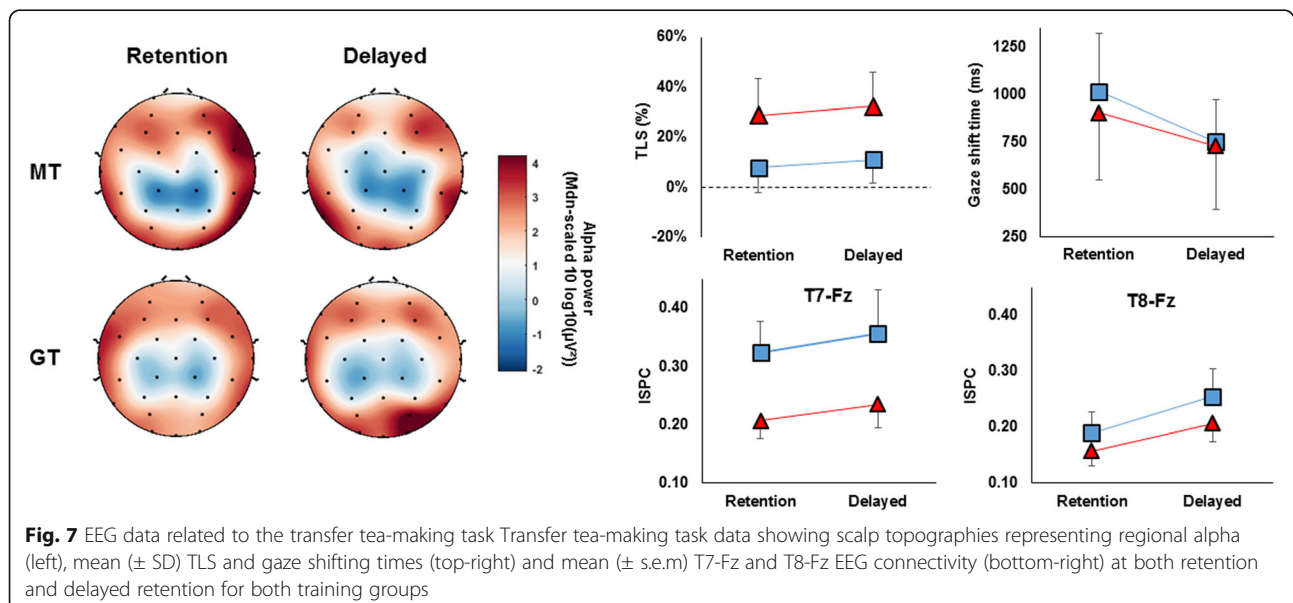 Retention
Delayed
MT
GT
4
3
2
1
0
-1
-2
Alpha power
(Mdn-scaled 10 log10(µV²))
60%
40%
20%
0%
-20%
TLS (%)
Retention
Delayed
1250
1000
750
500
250
Gaze shift time (ms)
Retention
Delayed
T7-Fz
0.40
0.30
0.20
0.10
ISPC
Retention
Delayed
T8-Fz
0.40
0.30
0.20
0.10
ISPC
Retention
Delayed
Fig. 7 EEG data related to the transfer tea-making task Transfer tea-making task data showing scalp topographies representing regional alpha
(left), mean (± SD) TLS and gaze shifting times (top-right) and mean (± s.e.m) T7-Fz and T8-Fz EEG connectivity (bottom-right) at both retention
and delayed retention for both training groups